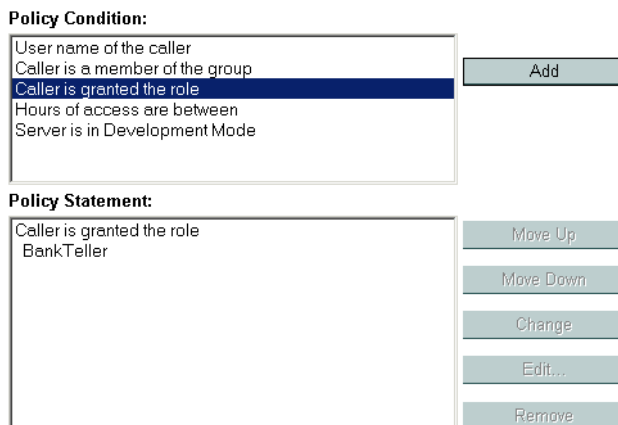 Policy Condition:
User name of the caller
Caller is a member of the group
Caller is granted the role
Hours of access are between
Server is in Development Mode
Add
Policy Statement:
Caller is granted the role
BankTeller
Move Up
Move Down
Change
Edit...
Remove